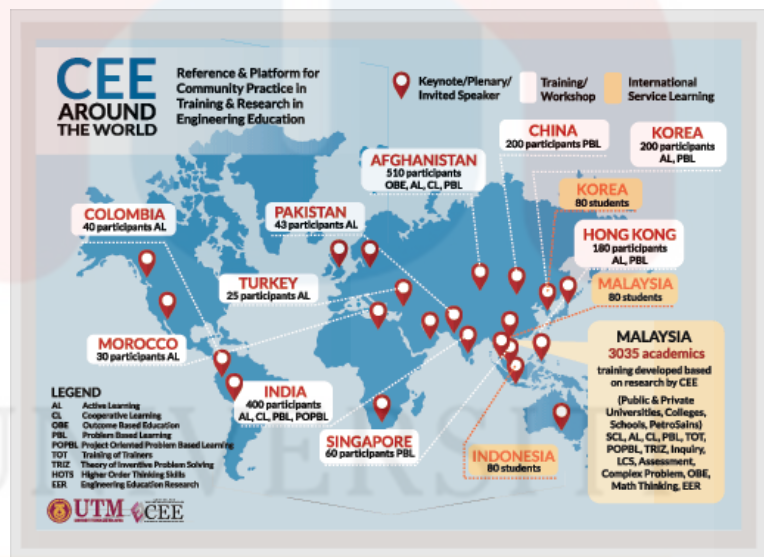 CEE
AROUND
THE WORLD
Reference & Platform for
Community Practice in
Training & Research in
Engineering Education
Keynote/Plenary/
Invited Speaker
Training/
Workshop
International
Service Learning
CHINA
200 participants PBL
KOREA
200 participants
AL, PBL
AFGHANISTAN
510 participants
OBE, AL, CL, PBL
KOREA
80 students
COLOMBIA
40 participants AL
PAKISTAN
43 participants AL
HONG KONG
180 participants
AL, PBL
TURKEY
25 participants AL
MALAYSIA
80 students
MOROCCO
30 participants AL
MALAYSIA
3035 academics
training developed based
on research by CEE
(Public & Private
Universities, Colleges,
Schools, PetroSains)
SCL, AL, CL, PBL, TOT,
POPBL, TRIZ, Inquiry,
LCS, Assessment,
Complex Problem, OBE,
Math Thinking, EER
INDIA
400 participants
AL, CL, PBL, POPBL
SINGAPORE
60 participants PBL
INDONESIA
80 students
LEGEND
AL Active Learning
CL Cooperative Learning
OBE Outcome Based Education
PBL Problem Based Learning
POPBL Project Oriented Problem Based Learning
TOT Training of Trainers
TRIZ Theory of Inventive Problem Solving
HOTS Higher Order Thinking Skills
EER Engineering Education Research
UTM
CEE